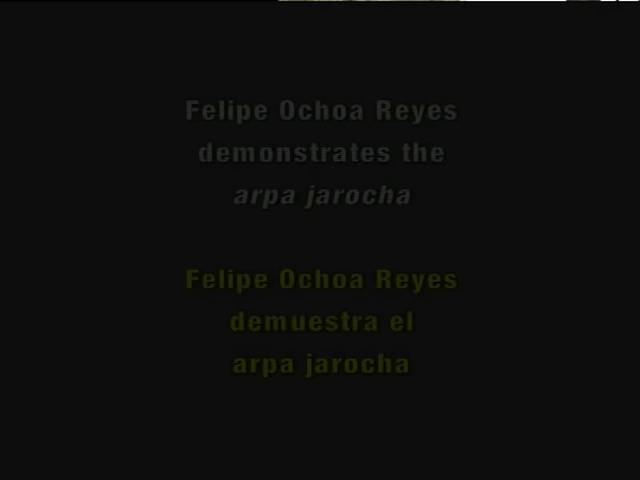 Felipe Ochoa Reyes
demonstrates the
arpa jarocha
Felipe Ochoa Reyes
demuestra el
arpa jarocha